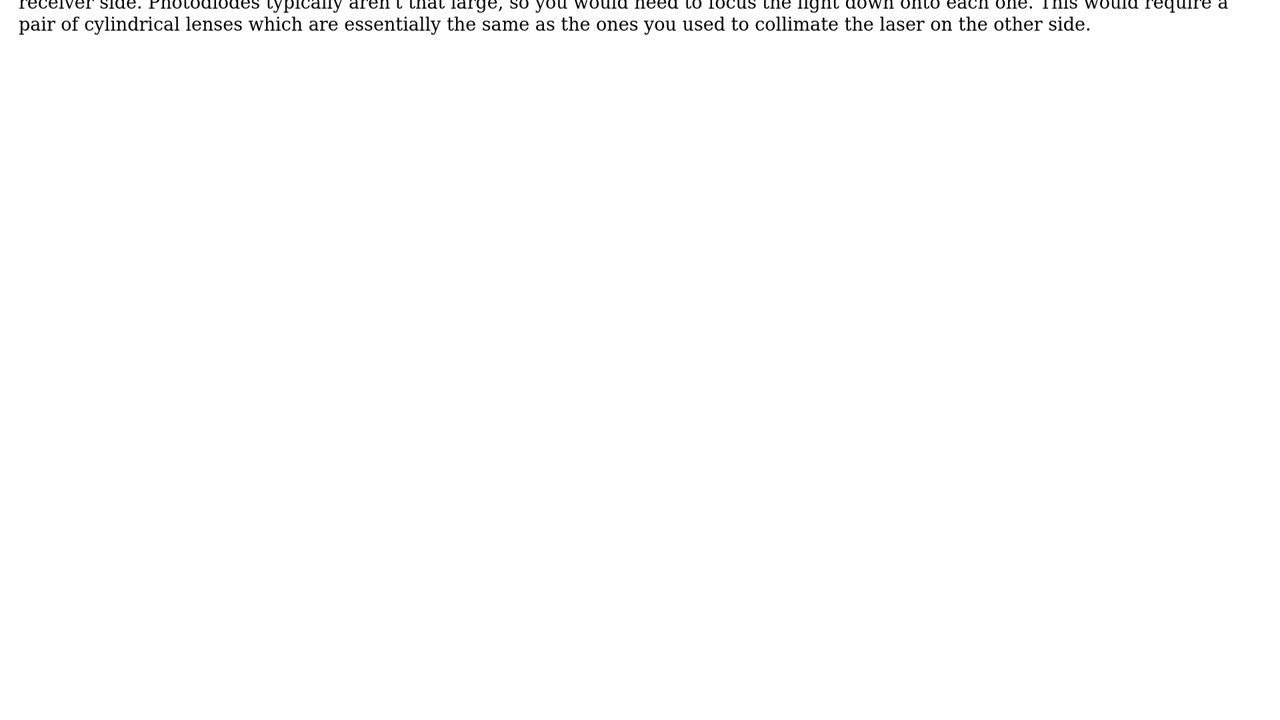 receiver side. Photodiodes typically aren't that large, so you would need to focus the light down onto each one. This would require a
pair of cylindrical lenses which are essentially the same as the ones you used to collimate the laser on the other side.